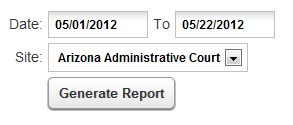 Date: 05/01/2012 To 05/22/2012
Site: Arizona Administrative Court
Generate Report